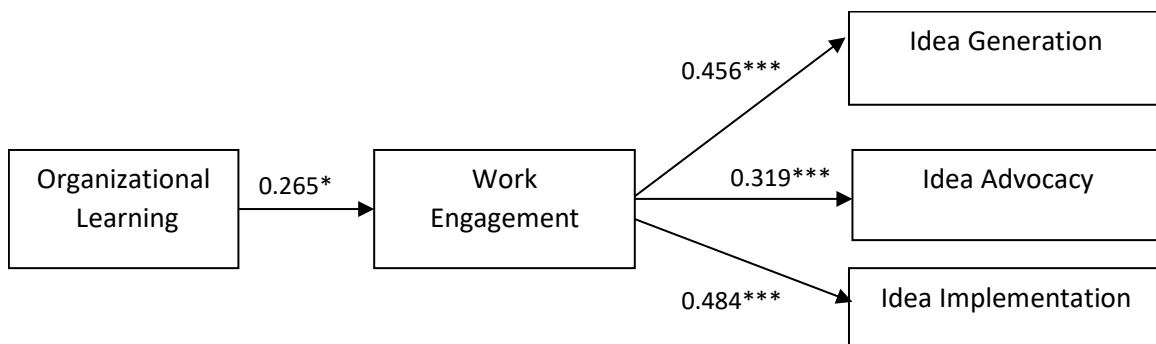 Idea Generation
0.456***
Organizational
Learning
0.265*
Work
Engagement
0.319***
Idea Advocacy
0.484***
Idea Implementation